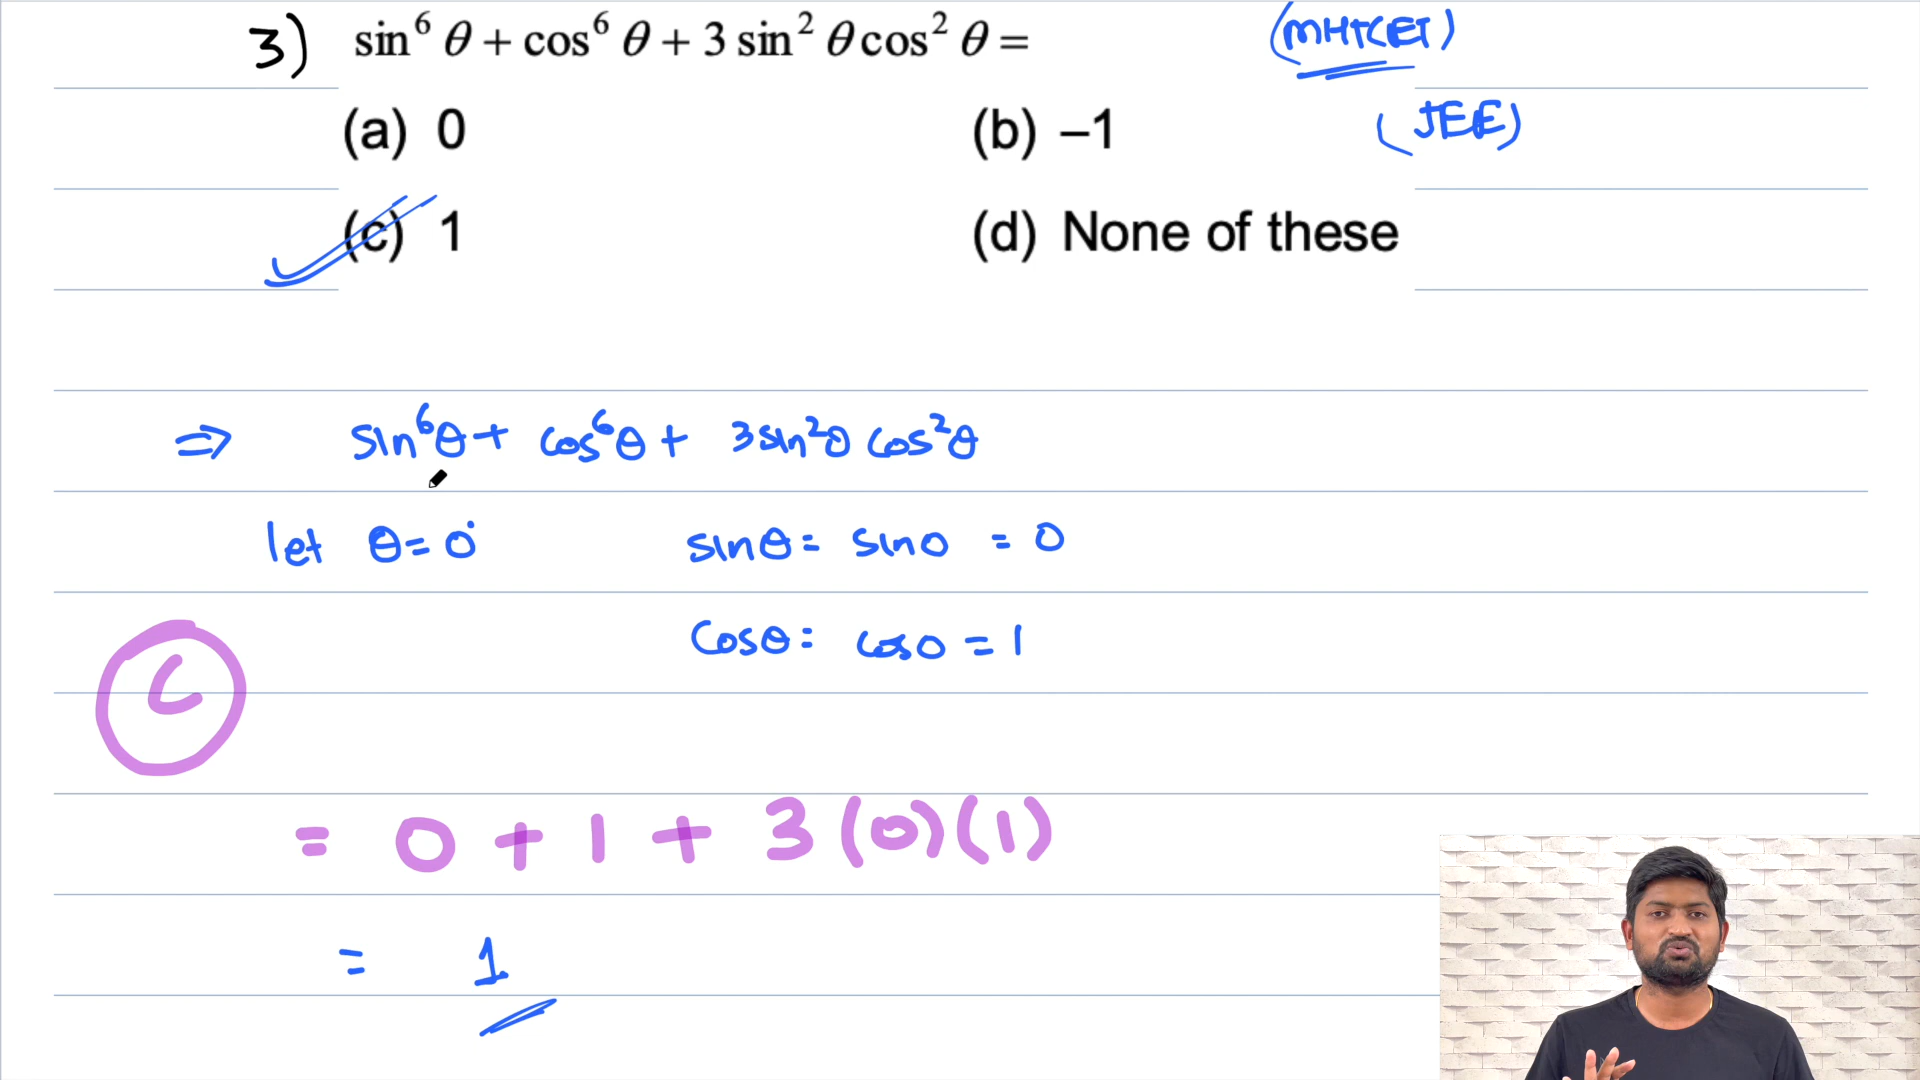 3) sin⁶ θ + cos⁶ θ + 3 sin² θ cos² θ = (MHTCET)
(JEE)
(a) 0 (b) –1
(c) 1 (d) None of these
⇒ sin⁶θ + cos⁶θ + 3sin²θ cos²θ
let θ = 0° sinθ = sin0 = 0
cosθ = cos0 = 1
C
= 0 + 1 + 3 (0) (1)
= 1